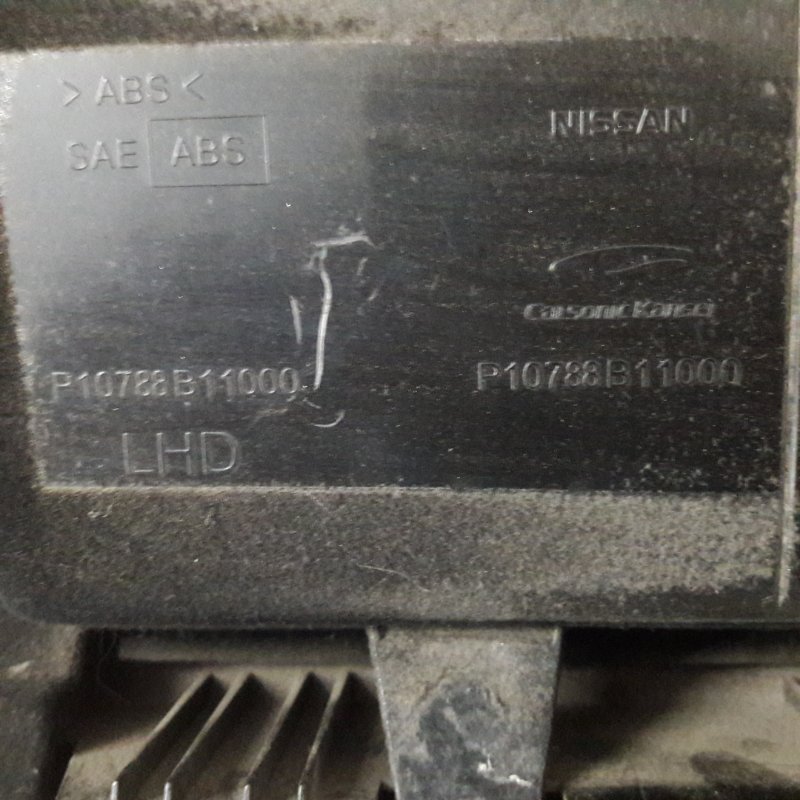 > ABS <
SAE ABS
NISSAN
CalsonicKansei
P10788B11000
P10788B11000
LHD